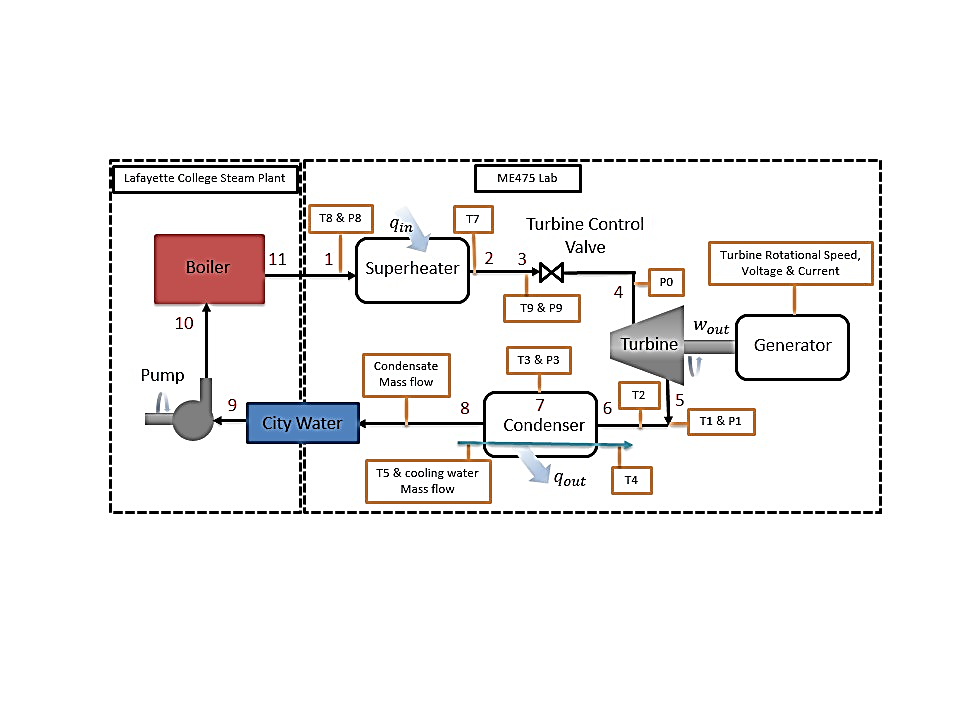 Lafayette College Steam Plant
ME475 Lab
T8 & P8
q_in
T7
Turbine Control
Valve
Turbine Rotational Speed,
Voltage & Current
Boiler
11
1
Superheater
2
3
T9 & P9
4
P0
10
w_out
Turbine
Generator
Pump
Condensate
Mass flow
T3 & P3
T2
5
9
City Water
8
7
Condenser
6
T1 & P1
T5 & cooling water
Mass flow
q_out
T4